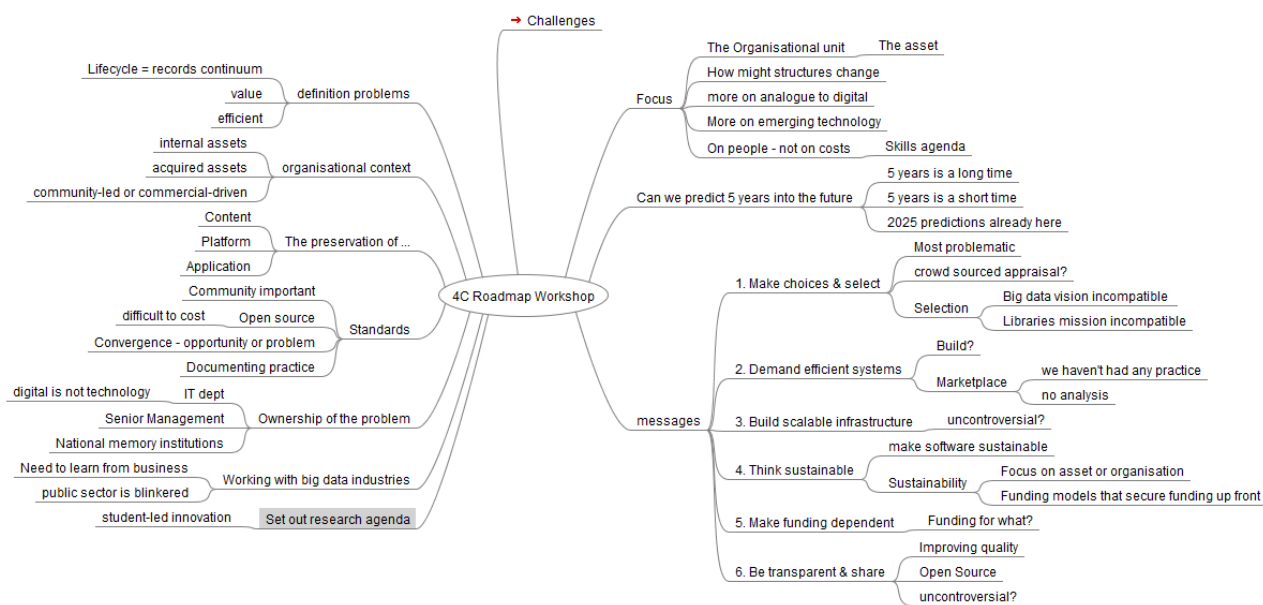 Challenges
4C Roadmap Workshop
definition problems
Lifecycle = records continuum
value
efficient
organisational context
internal assets
acquired assets
community-led or commercial-driven
The preservation of ...
Content
Platform
Application
Standards
Community important
Open source
difficult to cost
Convergence - opportunity or problem
Documenting practice
Ownership of the problem
IT dept
digital is not technology
Senior Management
National memory institutions
Working with big data industries
Need to learn from business
public sector is blinkered
Set out research agenda
student-led innovation
Focus
The Organisational unit
The asset
How might structures change
more on analogue to digital
More on emerging technology
On people - not on costs
Skills agenda
Can we predict 5 years into the future
5 years is a long time
5 years is a short time
2025 predictions already here
messages
1. Make choices & select
Most problematic
crowd sourced appraisal?
Selection
Big data vision incompatible
Libraries mission incompatible
2. Demand efficient systems
Build?
Marketplace
we haven't had any practice
no analysis
3. Build scalable infrastructure
uncontroversial?
4. Think sustainable
make software sustainable
Sustainability
Focus on asset or organisation
Funding models that secure funding up front
5. Make funding dependent
Funding for what?
6. Be transparent & share
Improving quality
Open Source
uncontroversial?